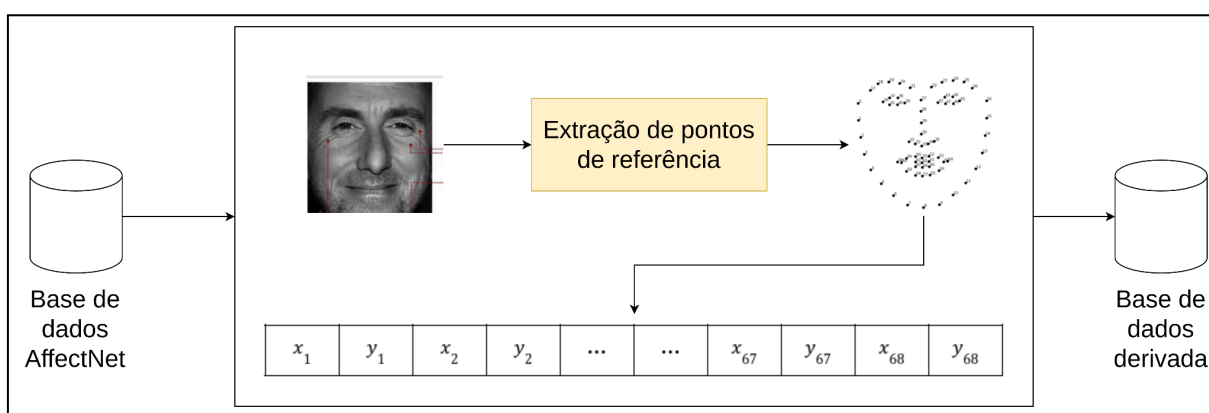 Extração de pontos
de referência
Base de
dados
AffectNet
x1 y1 x2 y2 ... ... x67 y67 x68 y68
Base de
dados
derivada